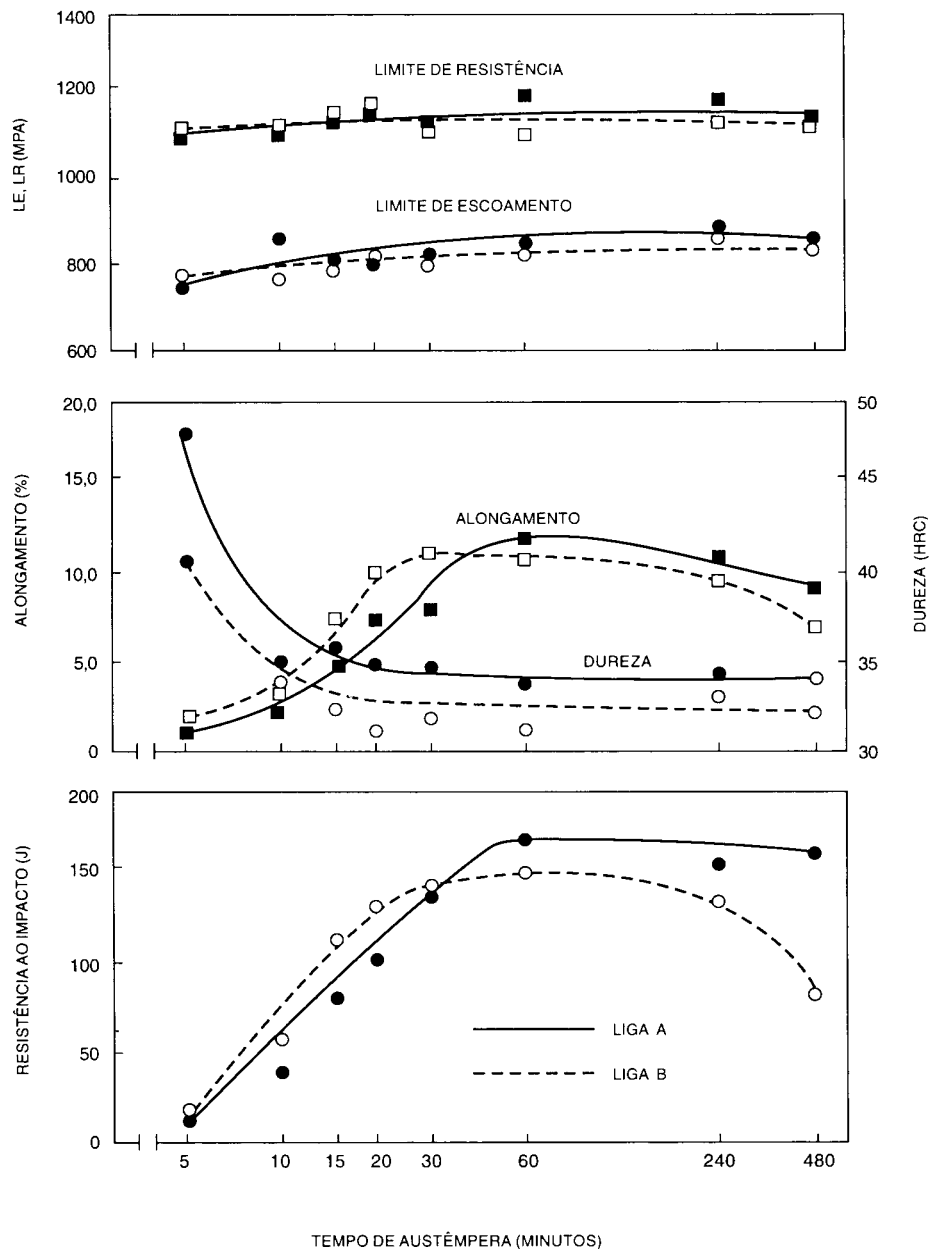 1400
1200
1000
800
600
LE, LR (MPA)
LIMITE DE RESISTÊNCIA
LIMITE DE ESCOAMENTO
20,0
15,0
10,0
5,0
0
ALONGAMENTO (%)
ALONGAMENTO
DUREZA
50
45
40
35
30
DUREZA (HRC)
200
150
100
50
0
RESISTÊNCIA AO IMPACTO (J)
LIGA A
LIGA B
5 10 15 20 30 60 240 480
TEMPO DE AUSTÊMPERA (MINUTOS)